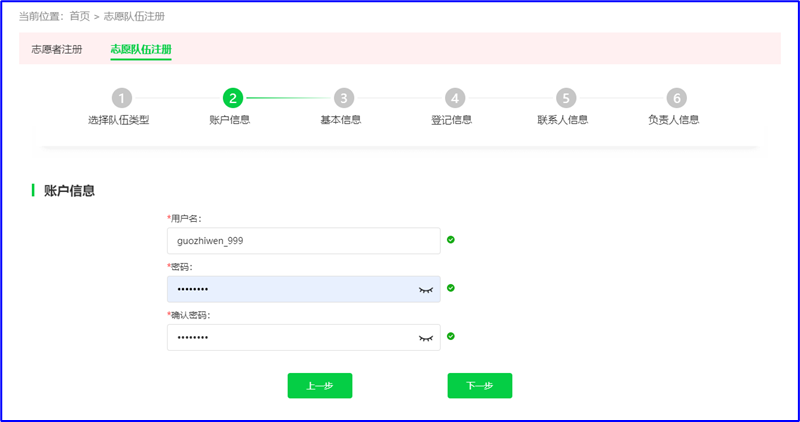 当前位置：首页 > 志愿队伍注册
志愿者注册 志愿队伍注册
1 2 3 4 5 6
选择队伍类型 账户信息 基本信息 登记信息 联系人信息 负责人信息
账户信息
*用户名：
guozhiwen_999
*密码：
••••••••
*确认密码：
••••••••
上一步 下一步